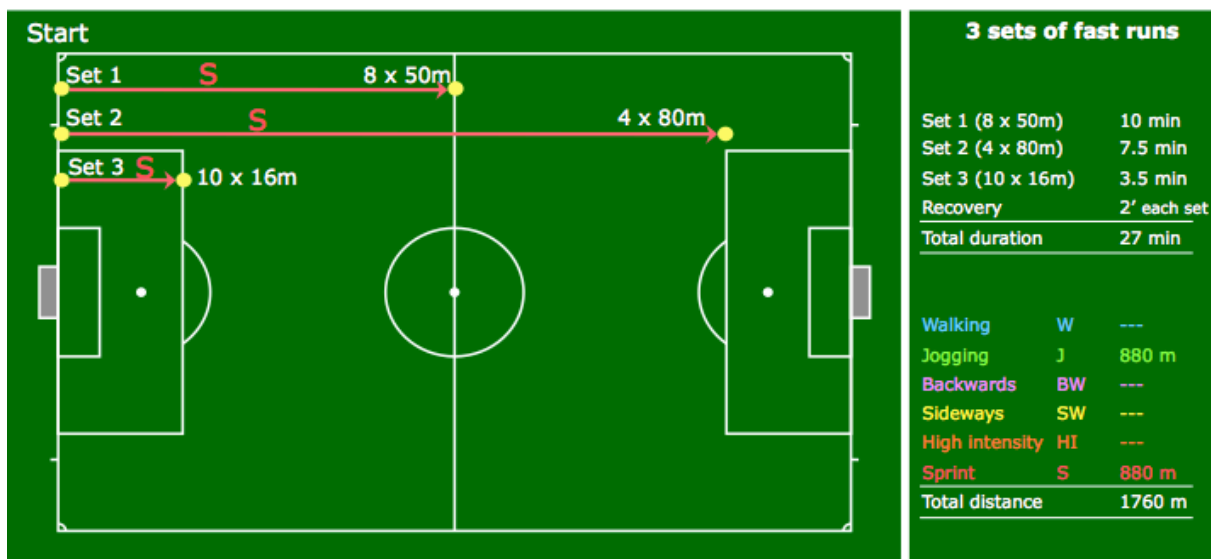 Start
Set 1 S 8 x 50m
Set 2 S 4 x 80m
Set 3 S 10 x 16m
3 sets of fast runs
Set 1 (8 x 50m) 10 min
Set 2 (4 x 80m) 7.5 min
Set 3 (10 x 16m) 3.5 min
Recovery 2’ each set
Total duration 27 min
Walking W ---
Jogging J 880 m
Backwards BW ---
Sideways SW ---
High intensity HI ---
Sprint S 880 m
Total distance 1760 m